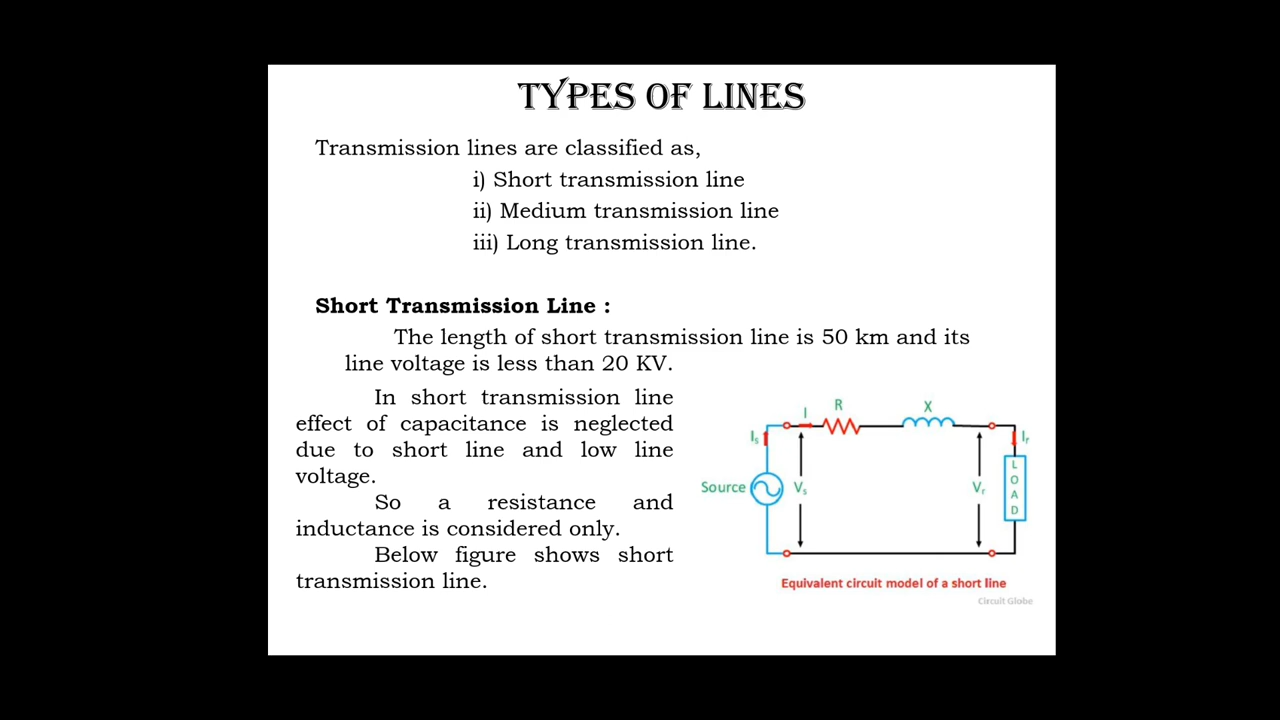 TYPES OF LINES
Transmission lines are classified as,
i) Short transmission line
ii) Medium transmission line
iii) Long transmission line.
Short Transmission Line :
The length of short transmission line is 50 km and its
line voltage is less than 20 KV.
In short transmission line
effect of capacitance is neglected
due to short line and low line
voltage.
So a resistance and
inductance is considered only.
Below figure shows short
transmission line.
R
X
I
Is
Ir
Source
Vs
Vr
LOAD
Equivalent circuit model of a short line
Circuit Globe